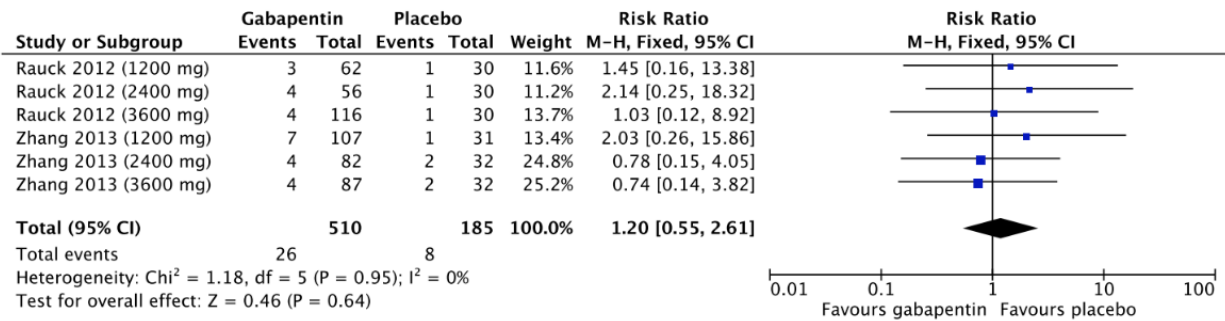 Gabapentin Placebo Risk Ratio Risk Ratio
Study or Subgroup Events Total Events Total Weight M-H, Fixed, 95% CI M-H, Fixed, 95% CI
Rauck 2012 (1200 mg) 3 62 1 30 11.6% 1.45 [0.16, 13.38]
Rauck 2012 (2400 mg) 4 56 1 30 11.2% 2.14 [0.25, 18.32]
Rauck 2012 (3600 mg) 4 116 1 30 13.7% 1.03 [0.12, 8.92]
Zhang 2013 (1200 mg) 7 107 1 31 13.4% 2.03 [0.26, 15.86]
Zhang 2013 (2400 mg) 4 82 2 32 24.8% 0.78 [0.15, 4.05]
Zhang 2013 (3600 mg) 4 87 2 32 25.2% 0.74 [0.14, 3.82]
Total (95% CI) 510 185 100.0% 1.20 [0.55, 2.61]
Total events 26 8
Heterogeneity: Chi² = 1.18, df = 5 (P = 0.95); I² = 0%
Test for overall effect: Z = 0.46 (P = 0.64)
0.01 0.1 1 10 100
Favours gabapentin Favours placebo